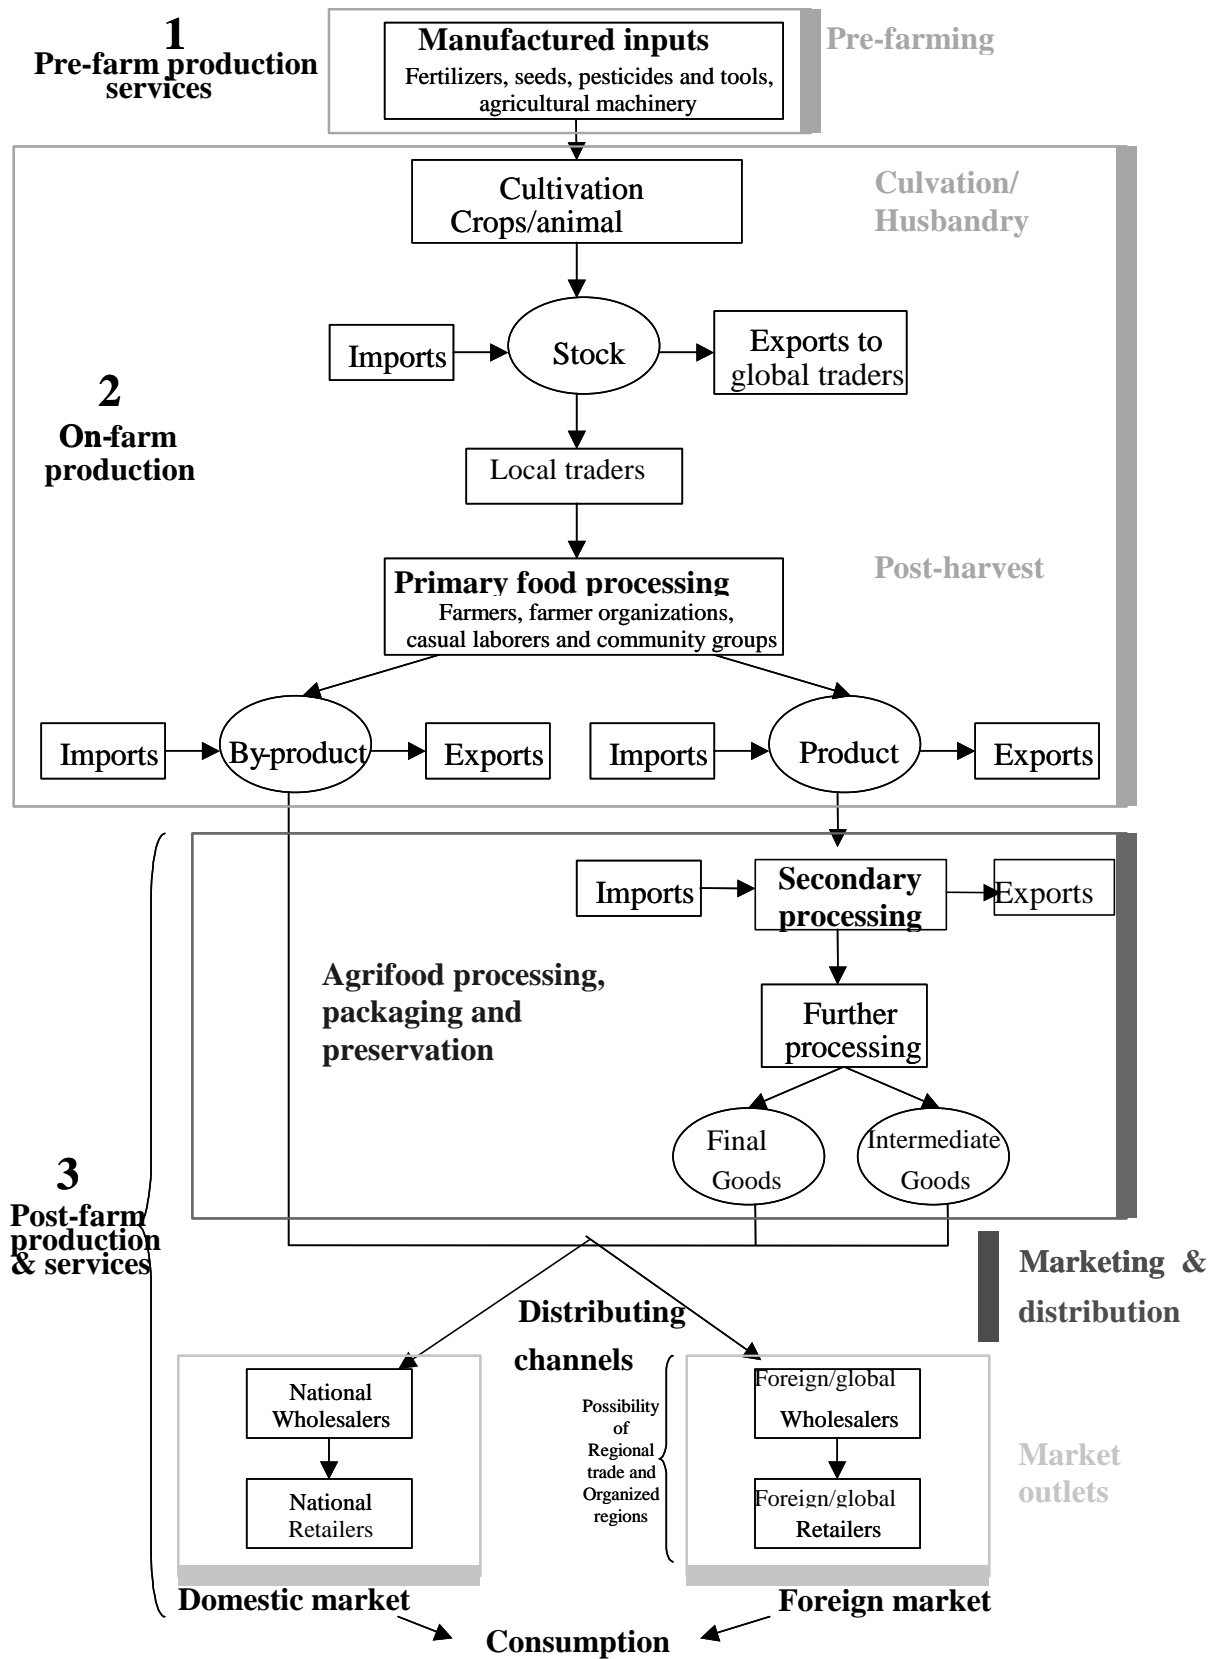 1
Pre-farm production
services
Manufactured inputs
Fertilizers, seeds, pesticides and tools,
agricultural machinery
Pre-farming
Cultivation
Crops/animal
Culvation/
Husbandry
Imports
Stock
Exports to
global traders
2
On-farm
production
Local traders
Primary food processing
Farmers, farmer organizations,
casual laborers and community groups
Post-harvest
Imports
By-product
Exports
Imports
Product
Exports
Imports
Secondary
processing
Exports
Agrifood processing,
packaging and
preservation
Further
processing
Final
Goods
Intermediate
Goods
3
Post-farm
production
& services
Marketing &
distribution
Distributing
channels
National
Wholesalers
National
Retailers
Possibility
of
Regional
trade and
Organized
regions
Foreign/global
Wholesalers
Foreign/global
Retailers
Market
outlets
Domestic market
Foreign market
Consumption